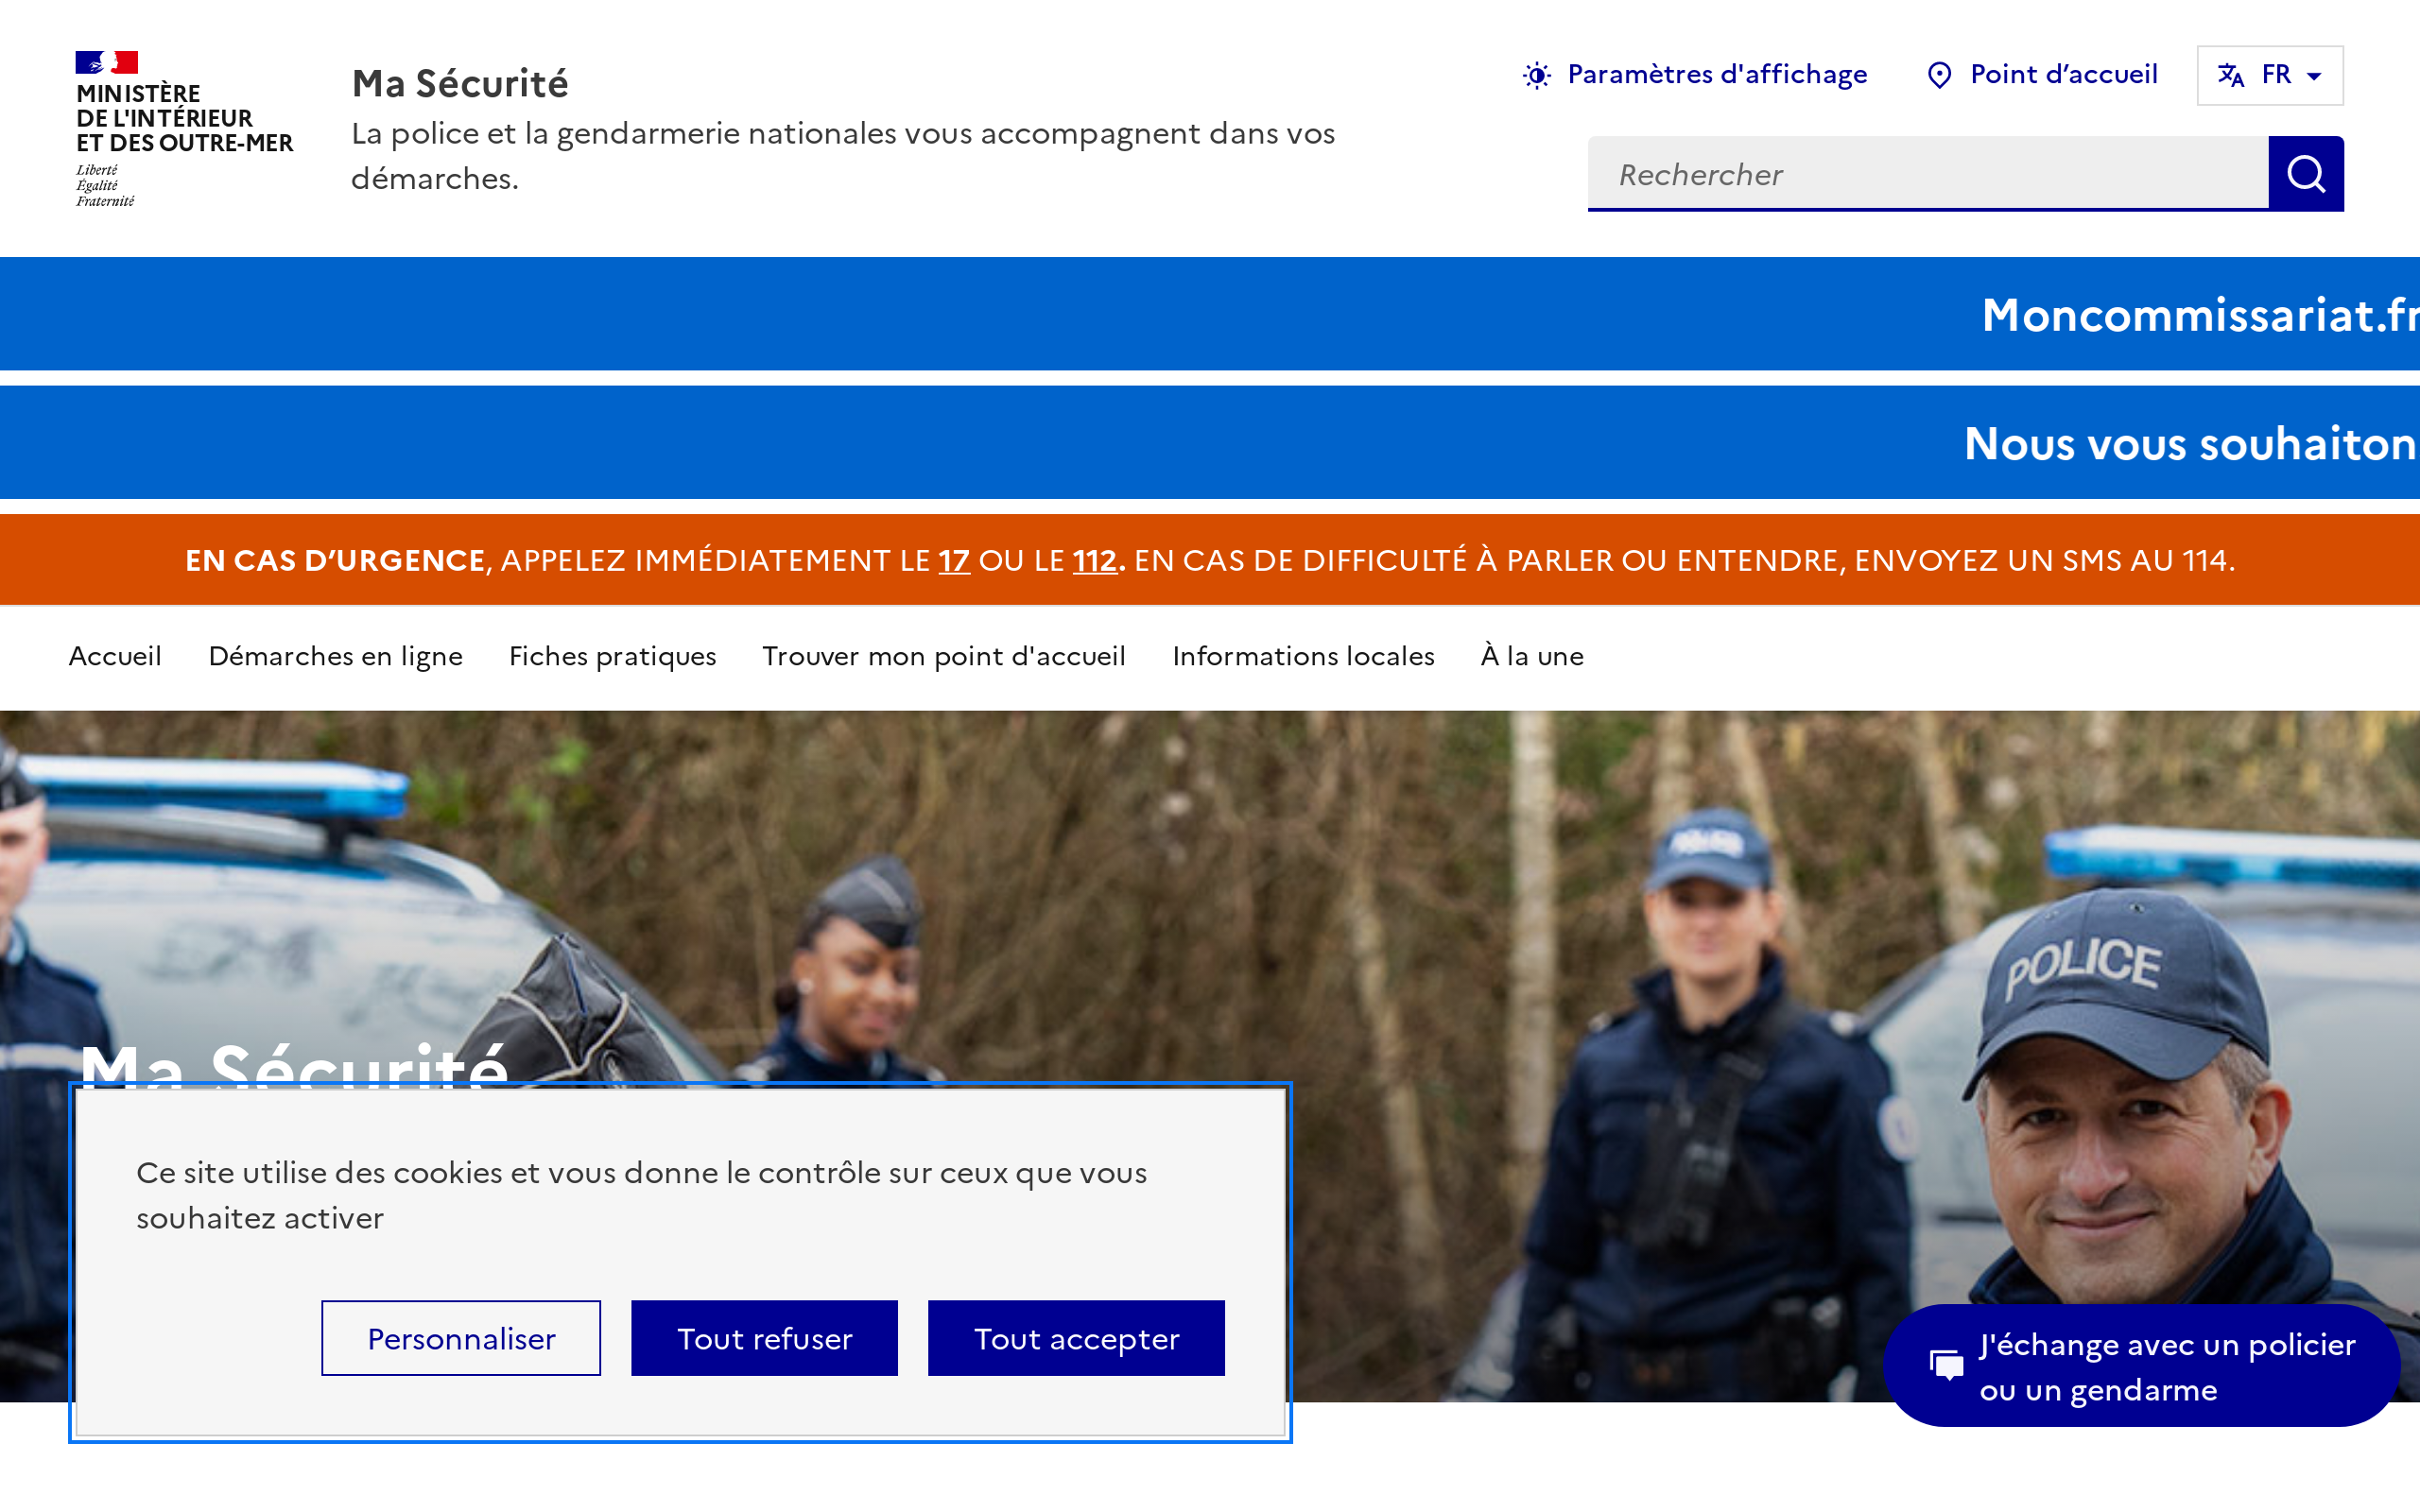 MINISTÈRE
DE L'INTÉRIEUR
ET DES OUTRE-MER
Liberté
Égalité
Fraternité
Ma Sécurité
La police et la gendarmerie nationales vous accompagnent dans vos
démarches.
Paramètres d'affichage
Point d’accueil
FR
Rechercher
Moncommissariat.fr
Nous vous souhaiton
EN CAS D’URGENCE, APPELEZ IMMÉDIATEMENT LE 17 OU LE 112. EN CAS DE DIFFICULTÉ À PARLER OU ENTENDRE, ENVOYEZ UN SMS AU 114.
Accueil
Démarches en ligne
Fiches pratiques
Trouver mon point d'accueil
Informations locales
À la une
POLICE
POLICE
Ma Sécurité
Ce site utilise des cookies et vous donne le contrôle sur ceux que vous
souhaitez activer
Personnaliser
Tout refuser
Tout accepter
J'échange avec un policier
ou un gendarme